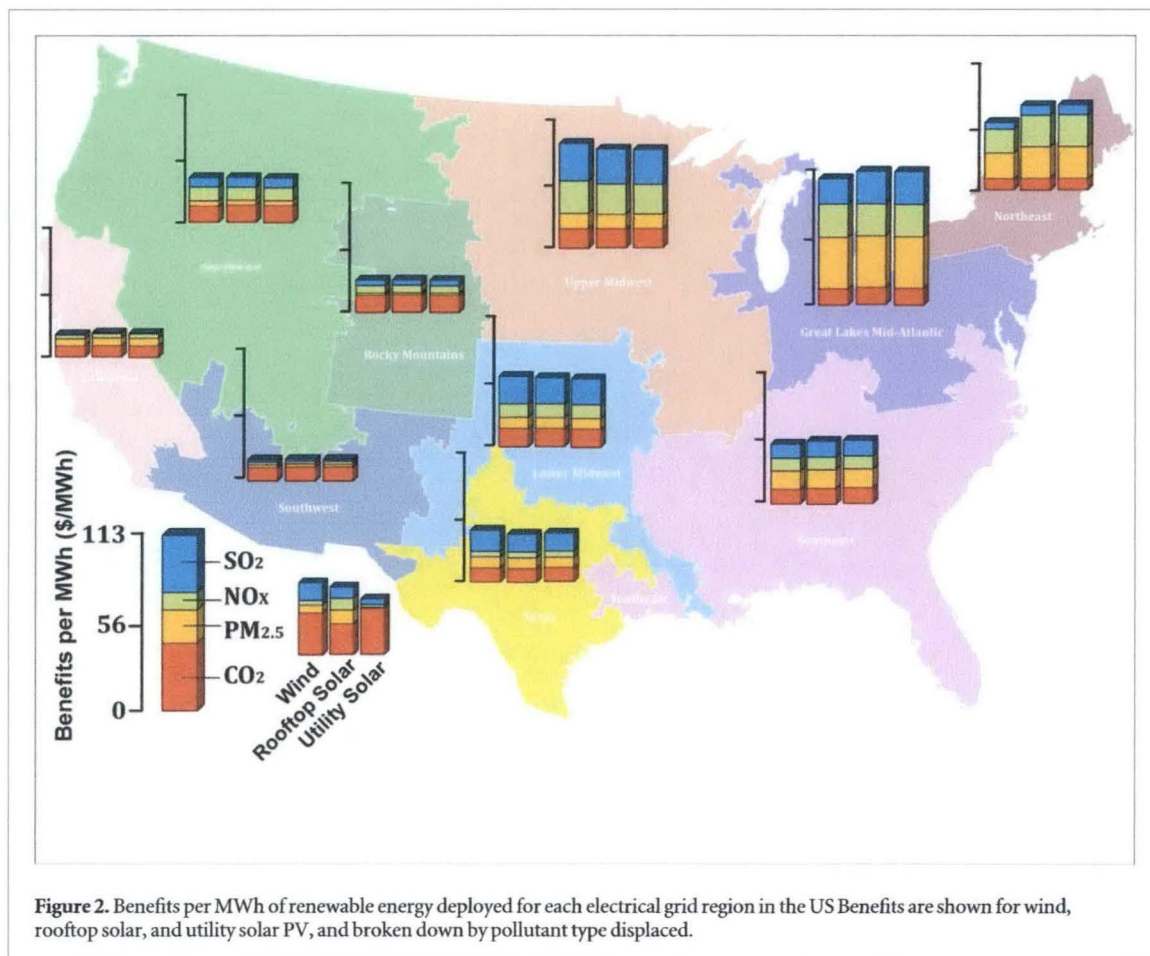 Northeast
Upper Midwest
Great Lakes Mid-Atlantic
Rocky Mountains
Lower Midwest
Southwest
Southeast
Southeast
Texas
Benefits per MWh ($/MWh)
113
56
0
SO2
NOX
PM2.5
CO2
Wind
Rooftop Solar
Utility Solar
Figure 2. Benefits per MWh of renewable energy deployed for each electrical grid region in the US Benefits are shown for wind,
rooftop solar, and utility solar PV, and broken down by pollutant type displaced.